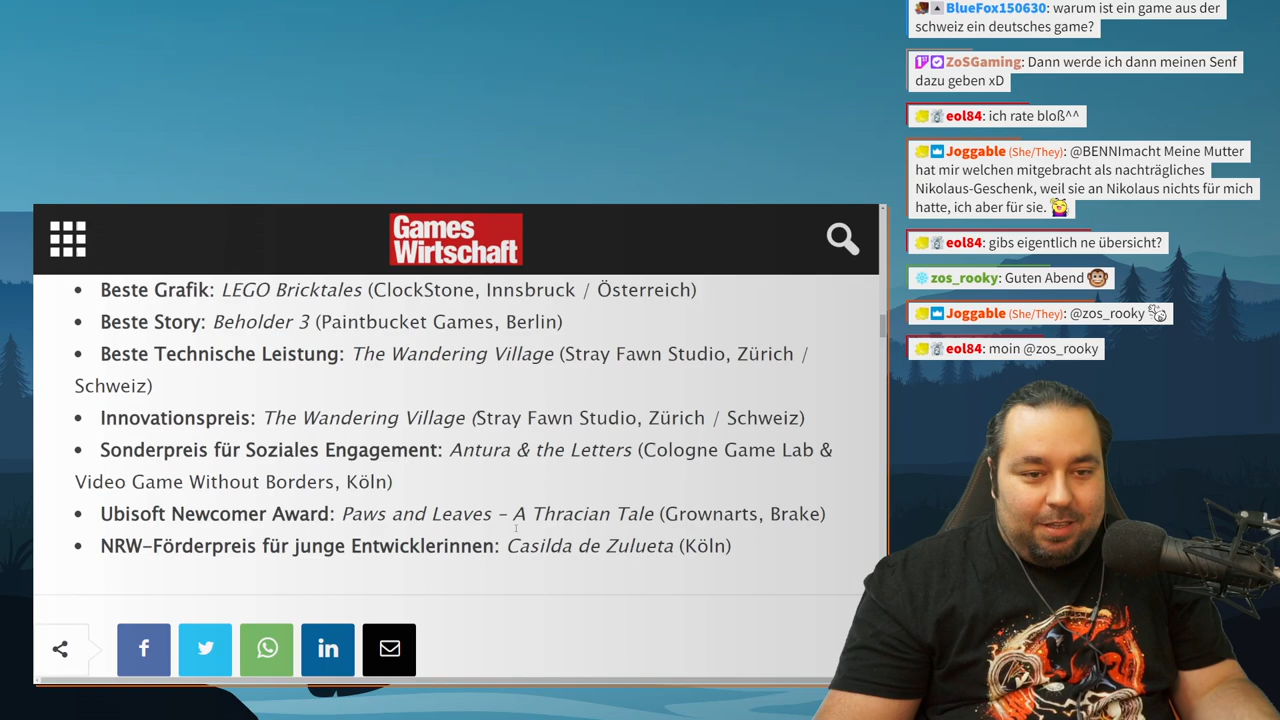 Games
Wirtschaft
Beste Grafik: LEGO Bricktales (ClockStone, Innsbruck / Österreich)
Beste Story: Beholder 3 (Paintbucket Games, Berlin)
Beste Technische Leistung: The Wandering Village (Stray Fawn Studio, Zürich /
Schweiz)
Innovationspreis: The Wandering Village (Stray Fawn Studio, Zürich / Schweiz)
Sonderpreis für Soziales Engagement: Antura & the Letters (Cologne Game Lab &
Video Game Without Borders, Köln)
Ubisoft Newcomer Award: Paws and Leaves – A Thracian Tale (Grownarts, Brake)
NRW-Förderpreis für junge Entwicklerinnen: Casilda de Zulueta (Köln)
BlueFox150630: warum ist ein game aus der
schweiz ein deutsches game?
ZoSGaming: Dann werde ich dann meinen Senf
dazu geben xD
eol84: ich rate bloß^^
Joggable (She/They): @BENNImacht Meine Mutter
hat mir welchen mitgebracht als nachträgliches
Nikolaus-Geschenk, weil sie an Nikolaus nichts für mich
hatte, ich aber für sie.
eol84: gibs eigentlich ne übersicht?
zos_rooky: Guten Abend
Joggable (She/They): @zos_rooky
eol84: moin @zos_rooky